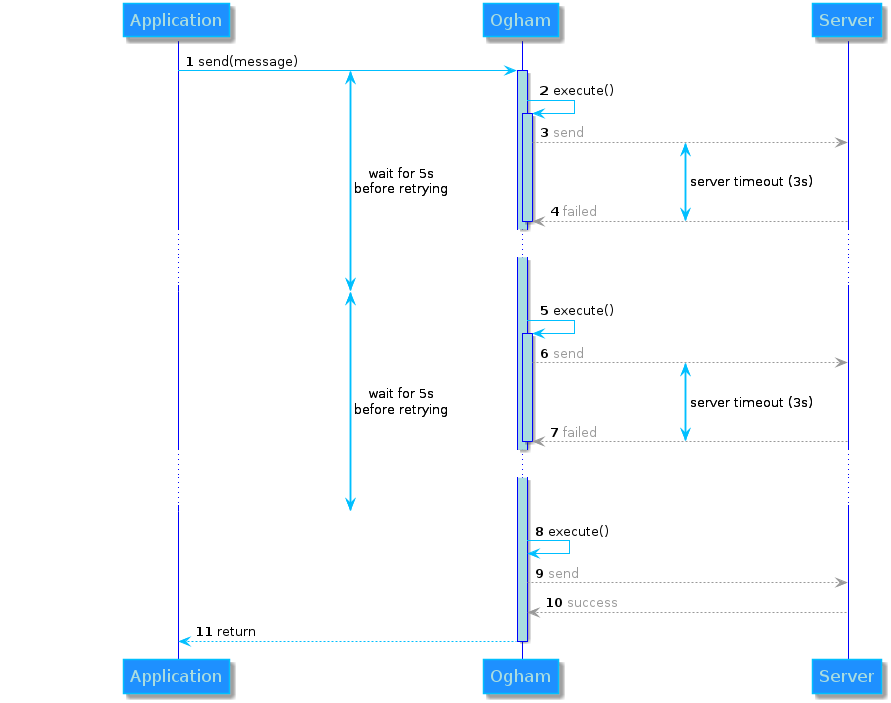 Application
Ogham
Server
1 send(message)
2 execute()
3 send
wait for 5s
before retrying
server timeout (3s)
4 failed
5 execute()
6 send
wait for 5s
before retrying
server timeout (3s)
7 failed
8 execute()
9 send
10 success
11 return
Application
Ogham
Server